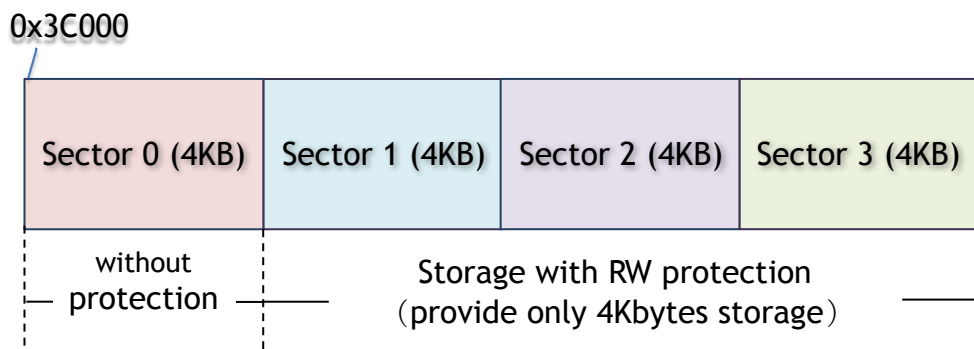 0x3C000
Sector 0 (4KB)
Sector 1 (4KB)
Sector 2 (4KB)
Sector 3 (4KB)
without
protection
Storage with RW protection
（provide only 4Kbytes storage）